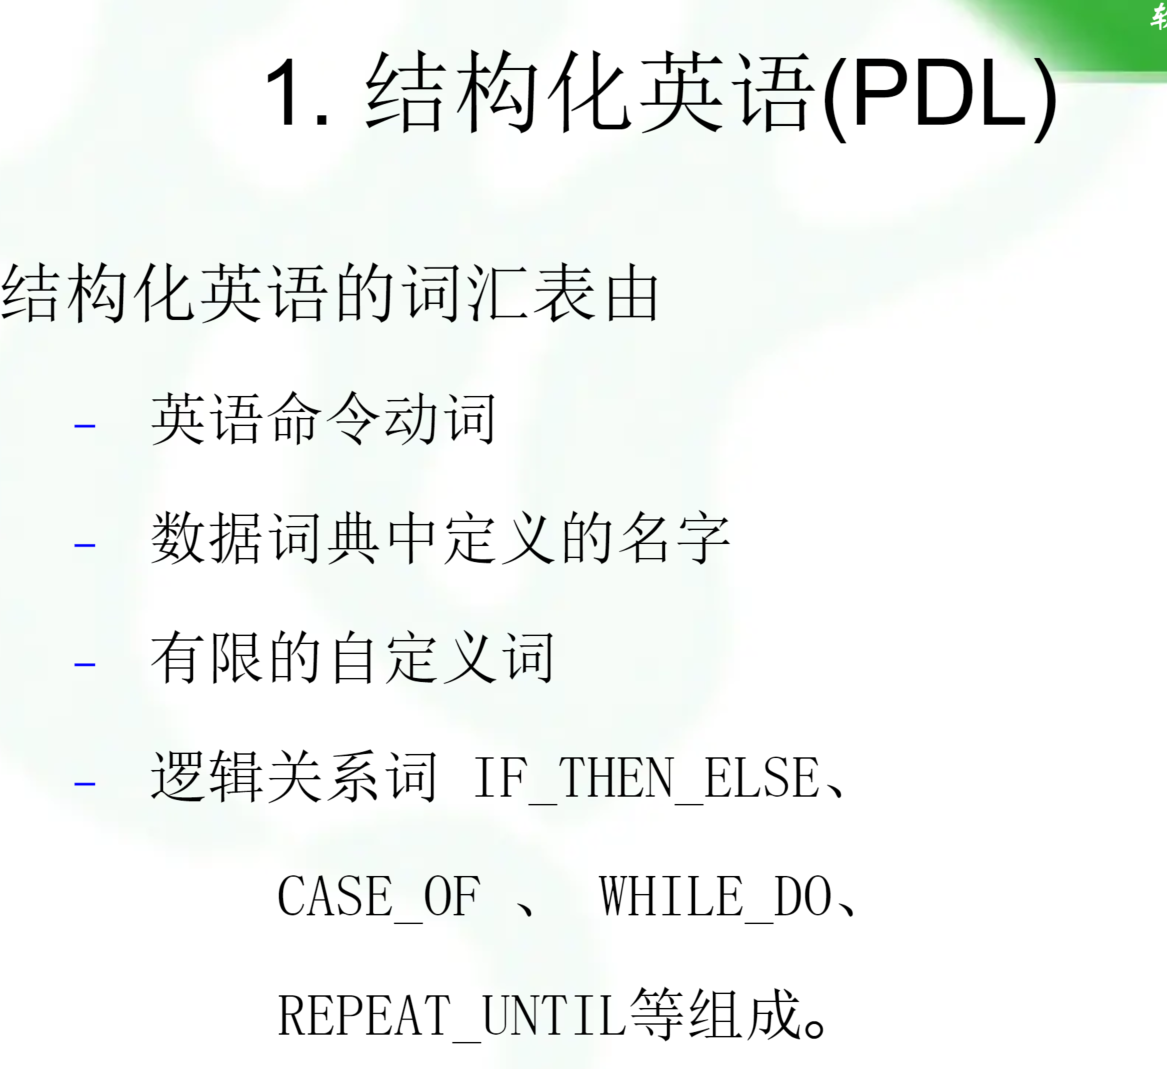 1. 结构化英语(PDL)
结构化英语的词汇表由
– 英语命令动词
– 数据词典中定义的名字
– 有限的自定义词
– 逻辑关系词 IF_THEN_ELSE、
CASE_OF 、 WHILE_DO、
REPEAT_UNTIL等组成。